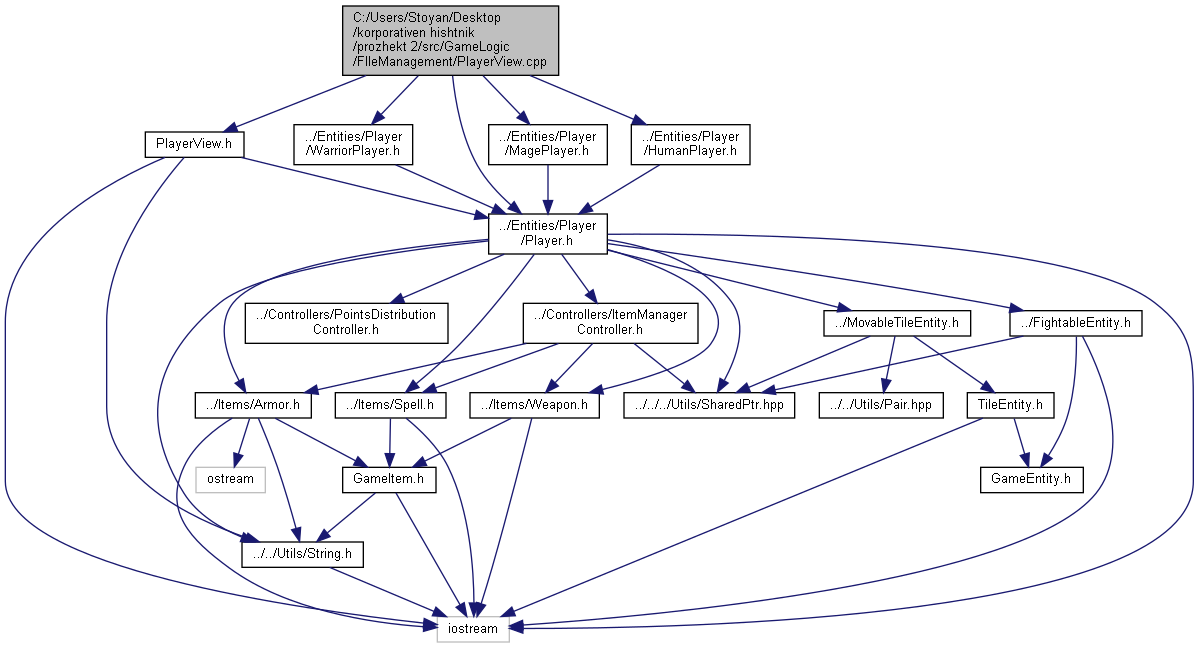 C:/Users/Stoyan/Desktop
/korporativen hishtnik
/prozhekt 2/src/GameLogic
/FIleManagement/PlayerView.cpp
PlayerView.h
../Entities/Player
/WarriorPlayer.h
../Entities/Player
/MagePlayer.h
../Entities/Player
/HumanPlayer.h
../Entities/Player
/Player.h
../Controllers/PointsDistribution
Controller.h
../Controllers/ItemManager
Controller.h
../MovableTileEntity.h
../FightableEntity.h
../Items/Armor.h
../Items/Spell.h
../Items/Weapon.h
../../../Utils/SharedPtr.hpp
../../Utils/Pair.hpp
TileEntity.h
ostream
GameItem.h
GameEntity.h
../../Utils/String.h
iostream